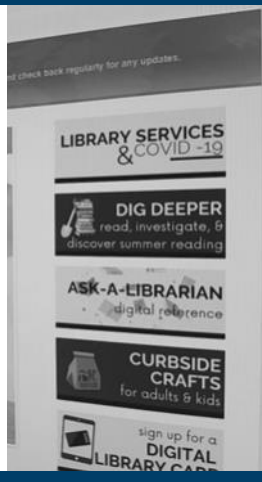 nd check back regularly for any updates.
LIBRARY SERVICES
& COVID -19
DIG DEEPER
read, investigate, &
discover summer reading
ASK-A-LIBRARIAN
digital reference
CURBSIDE
CRAFTS
for adults & kids
sign up for a
DIGITAL
LIBRARY CARD